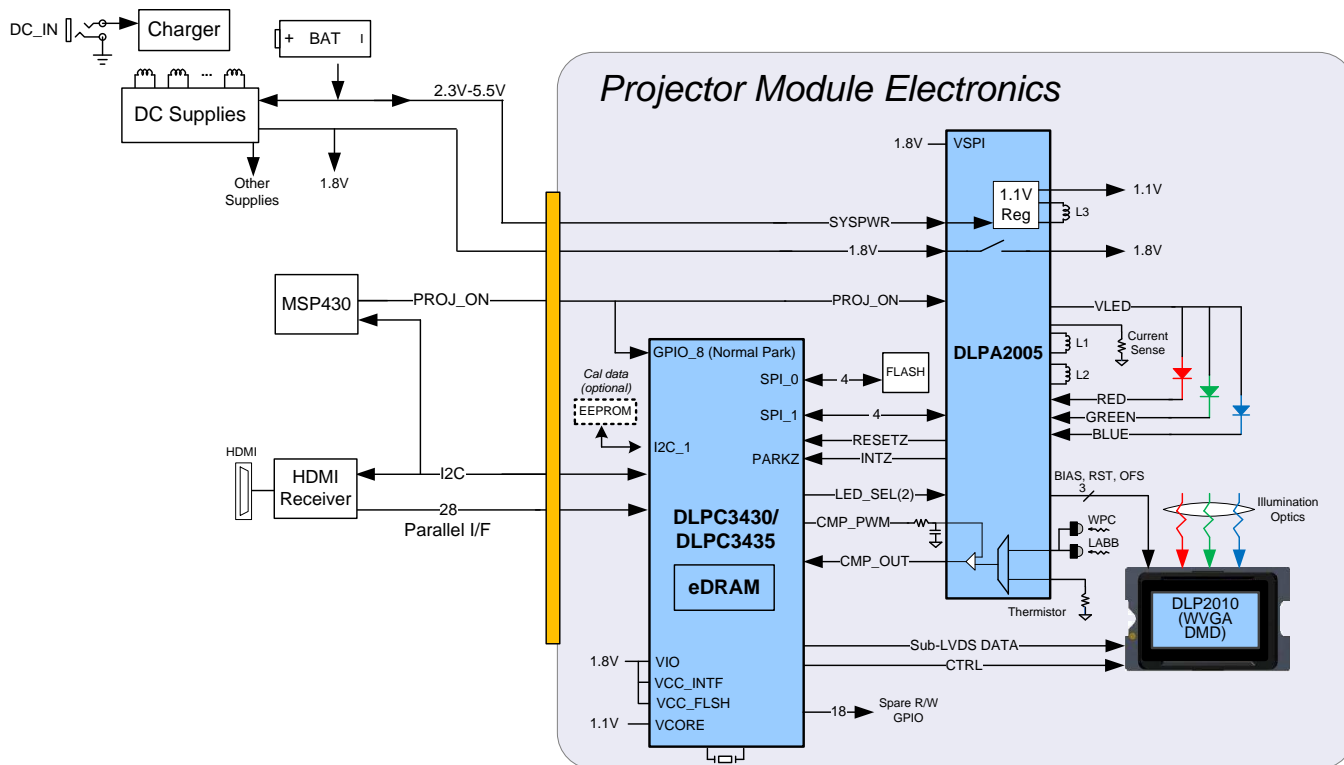 DC_IN
Charger
+ BAT
DC Supplies
2.3V-5.5V
Other
Supplies
1.8V
Projector Module Electronics
1.8V
VSPI
1.1V
Reg
1.1V
L3
SYSPWR
1.8V
1.8V
MSP430
PROJ_ON
PROJ_ON
VLED
DLPA2005
Current
Sense
L1
L2
GPIO_8 (Normal Park)
Cal data
(optional)
EEPROM
SPI_0
4
FLASH
SPI_1
4
RED
GREEN
BLUE
RESETZ
I2C_1
PARKZ
INTZ
HDMI
HDMI
Receiver
I2C
28
Parallel I/F
LED_SEL(2)
BIAS, RST, OFS
3
Illumination
Optics
DLPC3430/
DLPC3435
CMP_PWM
WPC
LABB
CMP_OUT
eDRAM
Thermistor
DLP2010
(WVGA
DMD)
Sub-LVDS DATA
CTRL
1.8V
VIO
VCC_INTF
VCC_FLSH
1.1V
VCORE
18
Spare R/W
GPIO